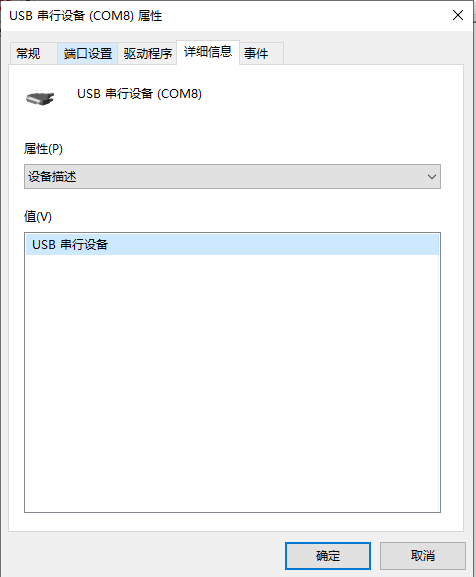 USB 串行设备 (COM8) 属性
常规 端口设置 驱动程序 详细信息 事件
USB 串行设备 (COM8)
属性(P)
设备描述
值(V)
USB 串行设备
确定 取消